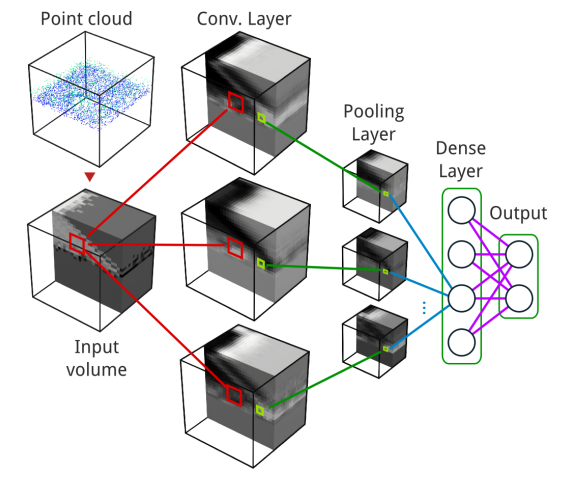 Point cloud
Conv. Layer
Pooling
Layer
Dense
Layer
Output
Input
volume